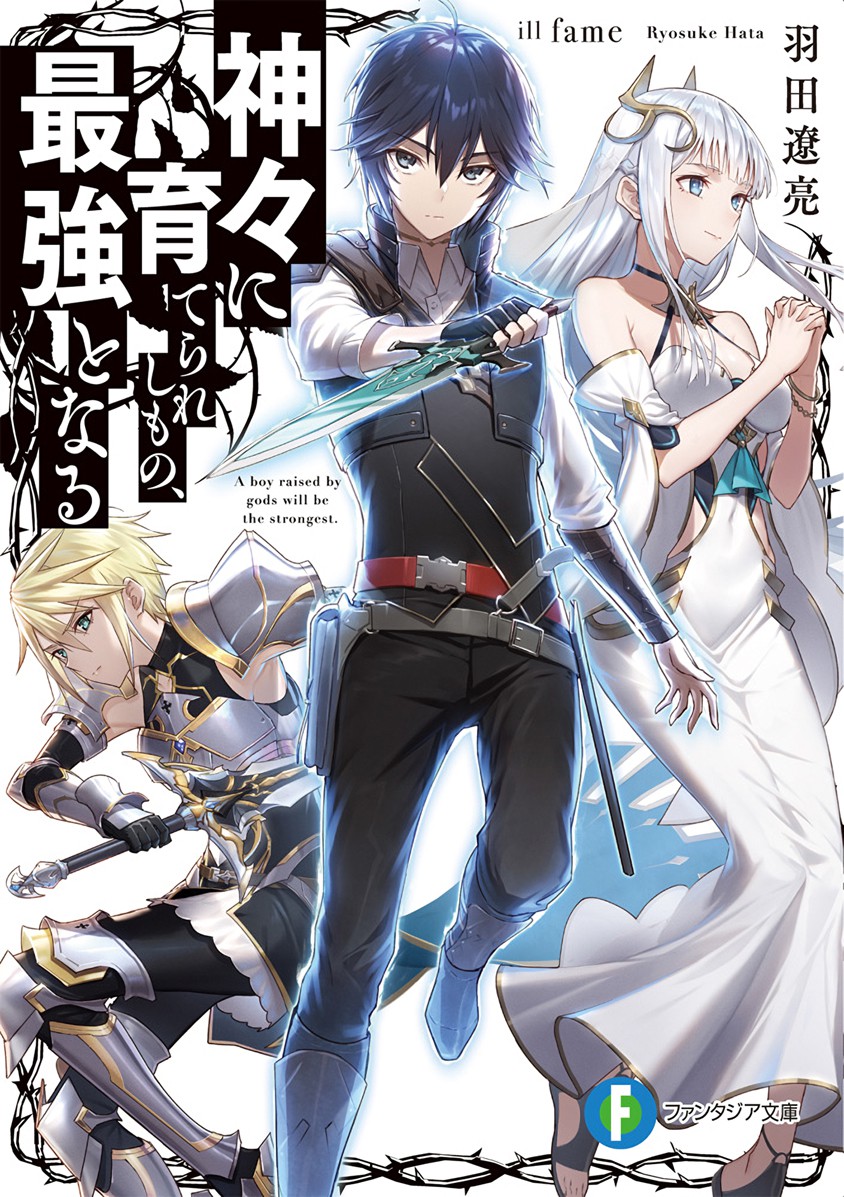 神々に
育てられしもの、
最強となる
A boy raised by
gods will be
the strongest.
ill fame
Ryosuke Hata
羽田遼亮
F
ファンタジア文庫